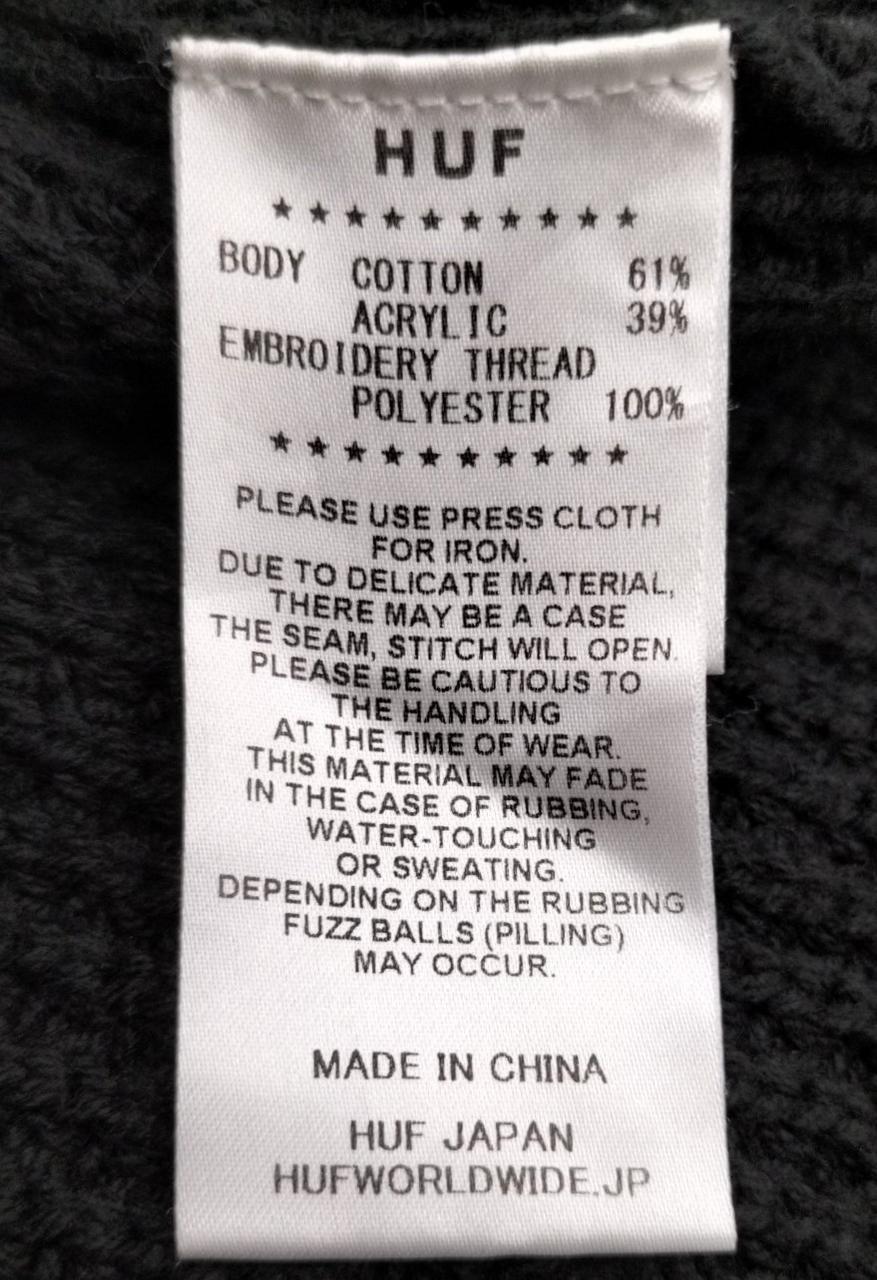 HUF
★★★★★★★★★★
BODY COTTON 61%
ACRYLIC 39%
EMBROIDERY THREAD
POLYESTER 100%
★★★★★★★★★★
PLEASE USE PRESS CLOTH
FOR IRON.
DUE TO DELICATE MATERIAL,
THERE MAY BE A CASE
THE SEAM, STITCH WILL OPEN.
PLEASE BE CAUTIOUS TO
THE HANDLING
AT THE TIME OF WEAR.
THIS MATERIAL MAY FADE
IN THE CASE OF RUBBING,
WATER-TOUCHING
OR SWEATING.
DEPENDING ON THE RUBBING
FUZZ BALLS (PILLING)
MAY OCCUR.
MADE IN CHINA
HUF JAPAN
HUFWORLDWIDE.JP